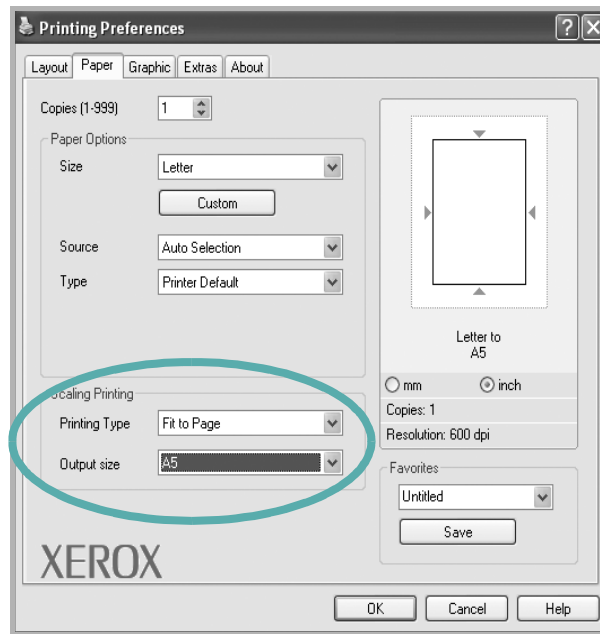 Printing Preferences
Layout Paper Graphic Extras About
Copies (1-999) 1
Paper Options
Size Letter
Custom
Source Auto Selection
Type Printer Default
Scaling Printing
Printing Type Fit to Page
Output size A5
XEROX
Letter to
A5
mm inch
Copies: 1
Resolution: 600 dpi
Favorites
Untitled
Save
OK Cancel Help